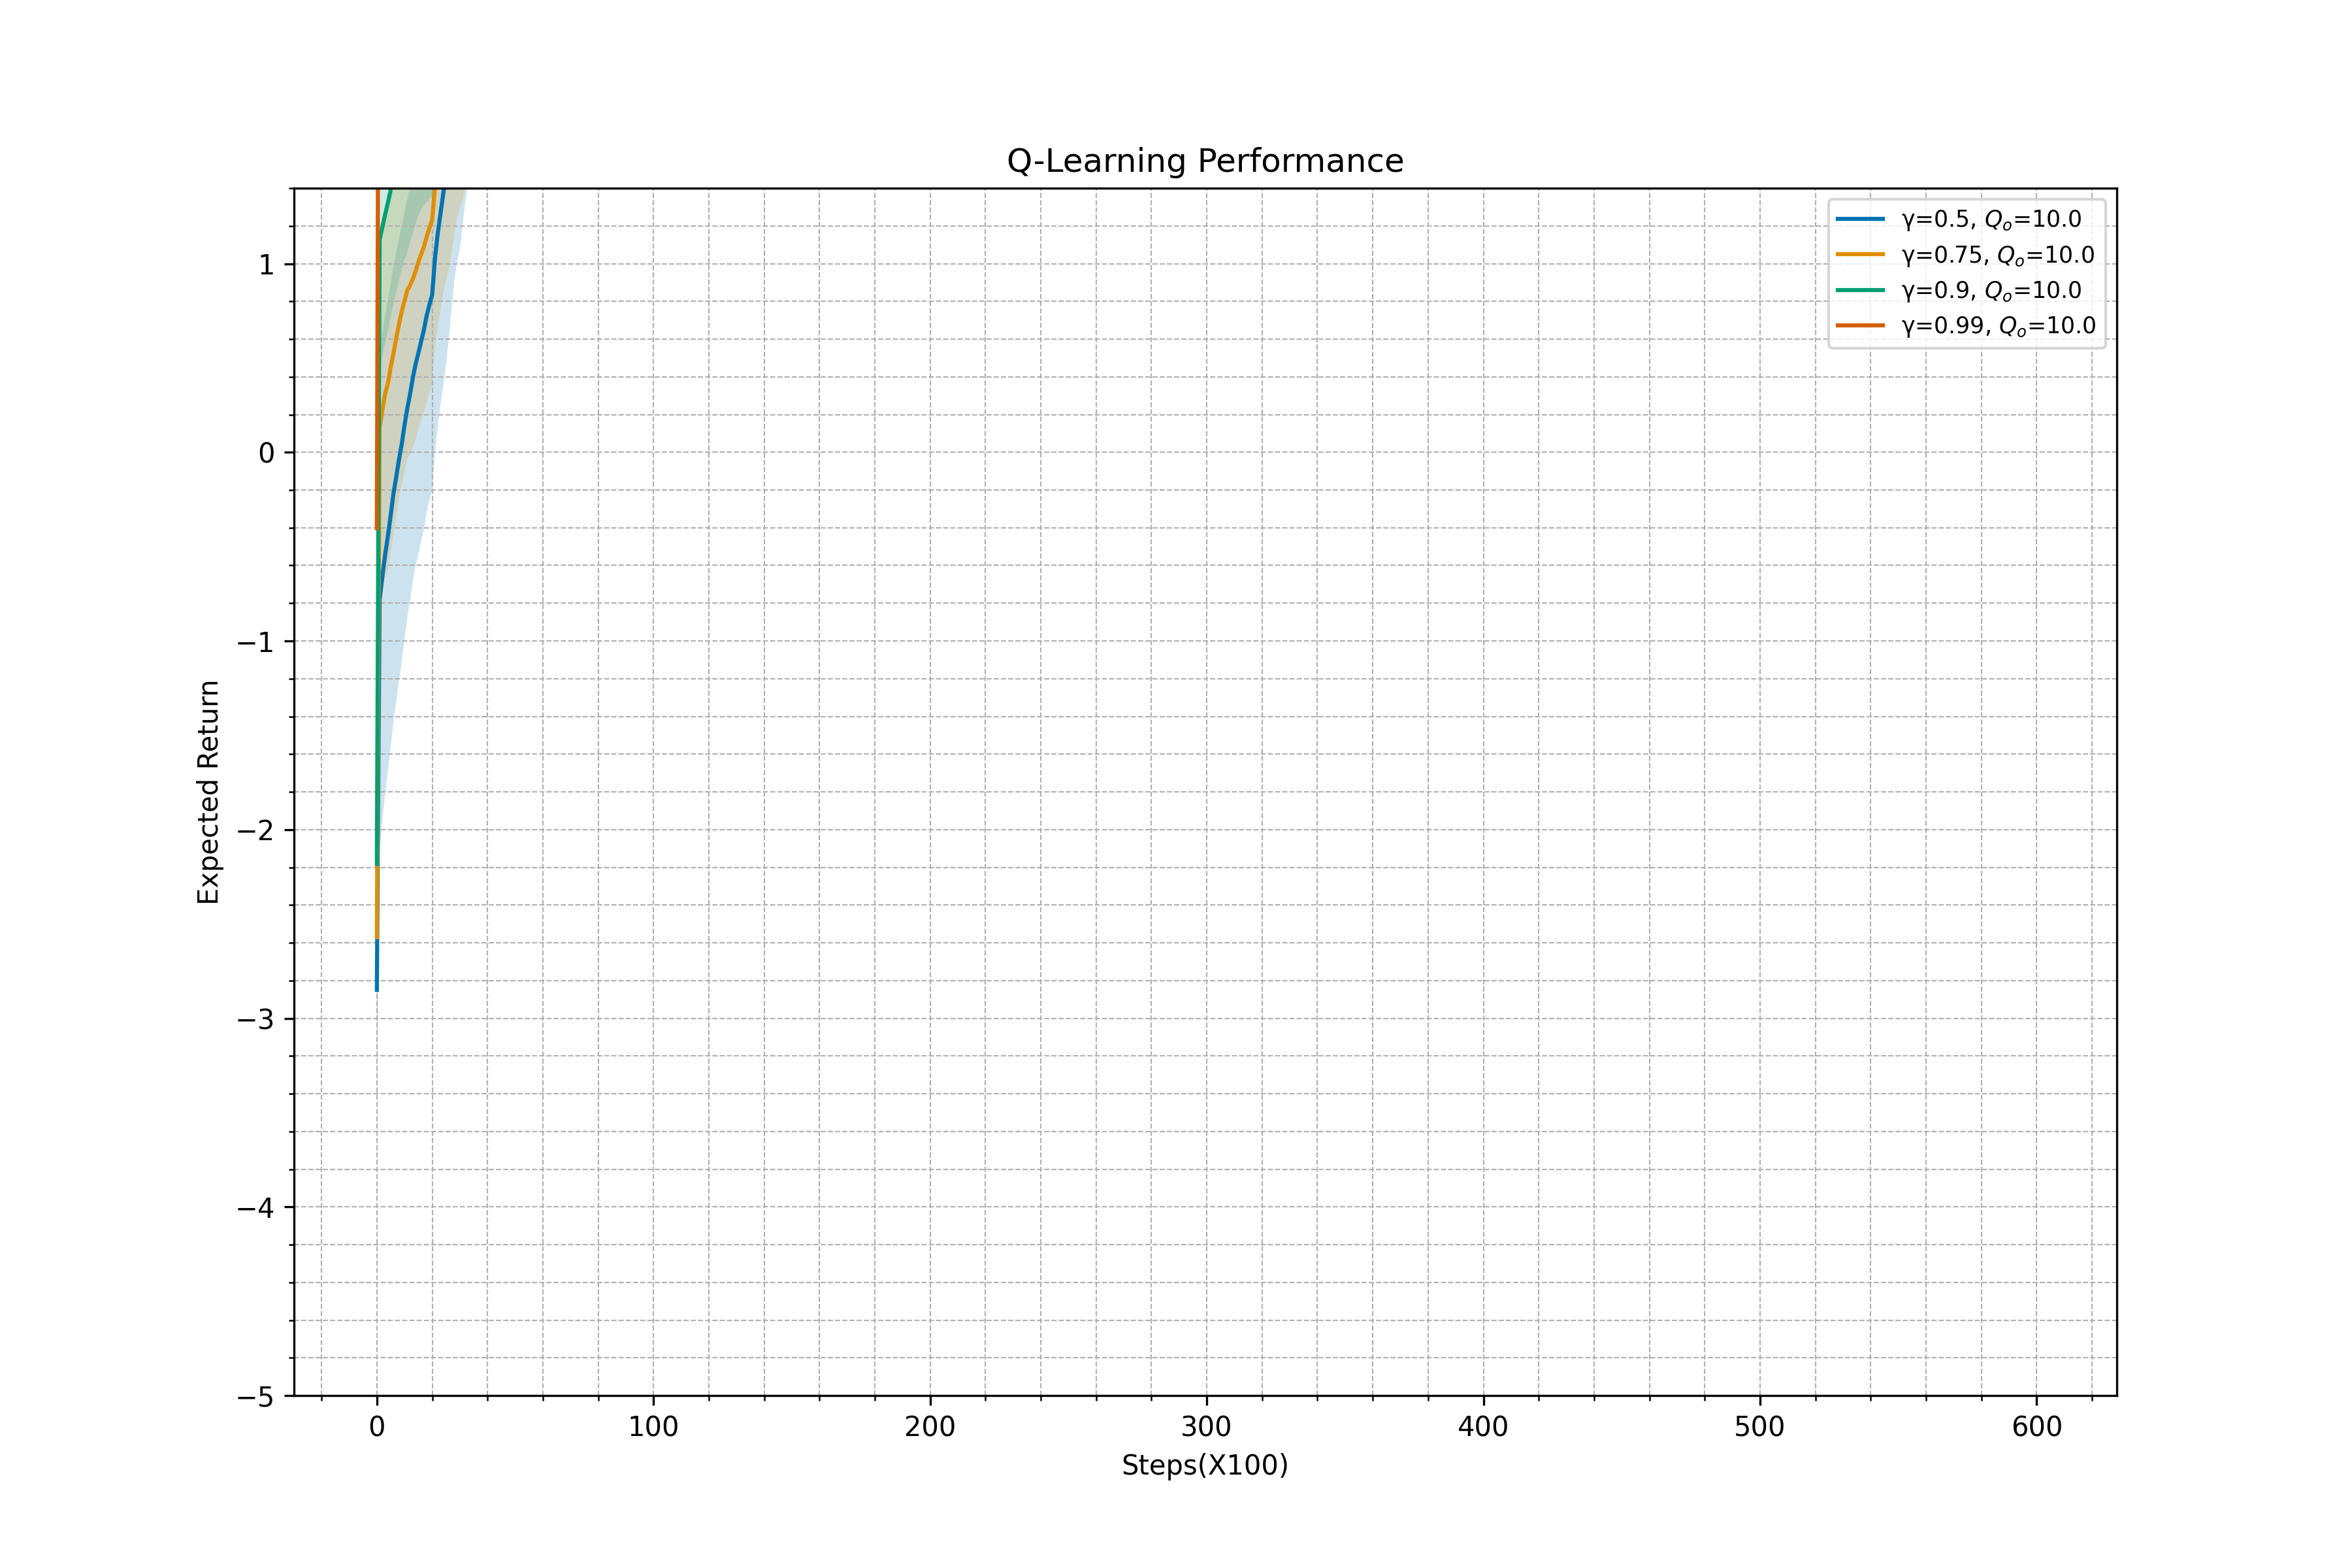 Q-Learning Performance
γ=0.5, Qₒ=10.0
γ=0.75, Qₒ=10.0
γ=0.9, Qₒ=10.0
γ=0.99, Qₒ=10.0
1
0
−1
−2
−3
−4
−5
Expected Return
0 100 200 300 400 500 600
Steps(X100)